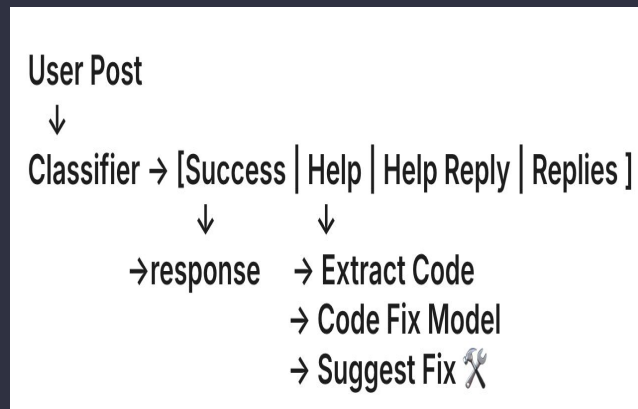 User Post
↓
Classifier → [Success | Help | Help Reply | Replies ]
↓ ↓
→response → Extract Code
→ Code Fix Model
→ Suggest Fix 🛠